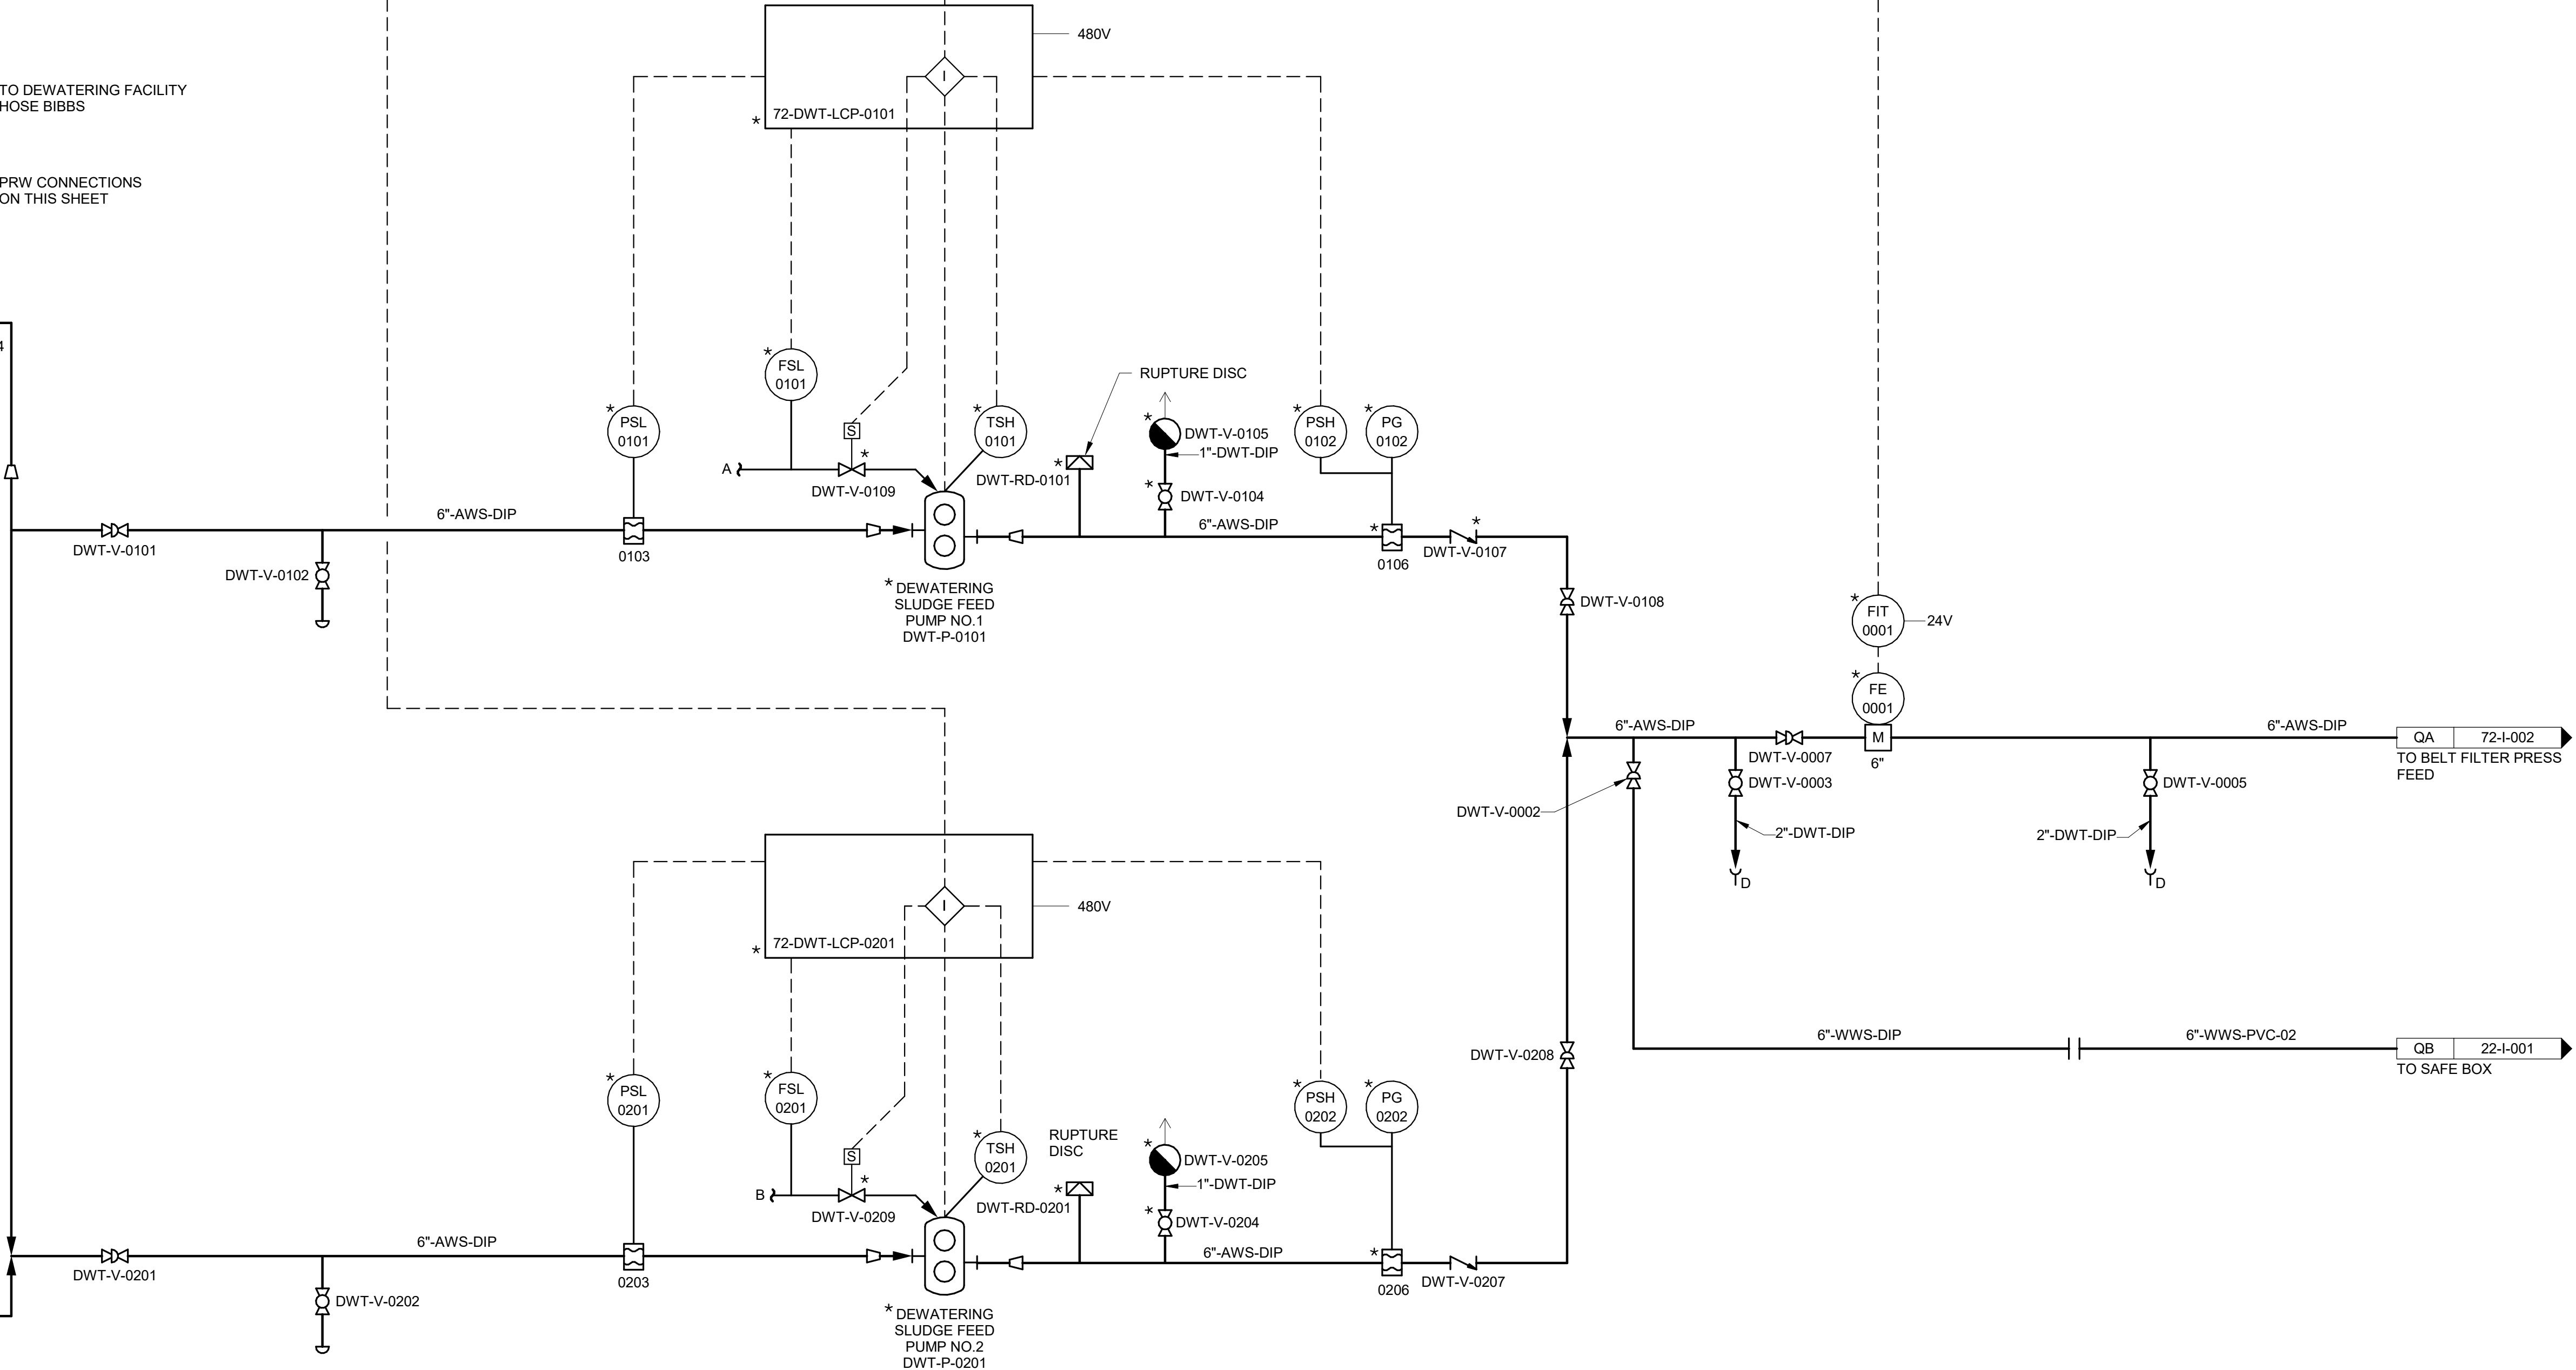 480V
TO DEWATERING FACILITY
HOSE BIBBS
I
72-DWT-LCP-0101
*
PRW CONNECTIONS
ON THIS SHEET
4
*
FSL
0101
RUPTURE DISC
*
PSL
0101
S
*
TSH
0101
*
DWT-V-0105
1"-DWT-DIP
*
PSH
0102
*
PG
0102
A
*
DWT-V-0109
*
DWT-RD-0101
*
DWT-V-0104
DWT-V-0101
6"-AWS-DIP
0103
6"-AWS-DIP
*
0106
*
DWT-V-0107
DWT-V-0102
* DEWATERING
SLUDGE FEED
PUMP NO.1
DWT-P-0101
DWT-V-0108
*
FIT
0001
24V
*
FE
0001
6"-AWS-DIP
DWT-V-0007
M
6"
6"-AWS-DIP
QA 72-I-002
TO BELT FILTER PRESS
FEED
DWT-V-0002
DWT-V-0003
DWT-V-0005
2"-DWT-DIP
2"-DWT-DIP
D
D
480V
I
72-DWT-LCP-0201
*
6"-WWS-DIP
6"-WWS-PVC-02
QB 22-I-001
TO SAFE BOX
DWT-V-0208
*
PSL
0201
*
FSL
0201
S
*
TSH
0201
RUPTURE
DISC
*
DWT-V-0205
1"-DWT-DIP
*
PSH
0202
*
PG
0202
B
*
DWT-V-0209
*
DWT-RD-0201
*
DWT-V-0204
DWT-V-0201
6"-AWS-DIP
0203
6"-AWS-DIP
*
0206
DWT-V-0207
DWT-V-0202
* DEWATERING
SLUDGE FEED
PUMP NO.2
DWT-P-0201